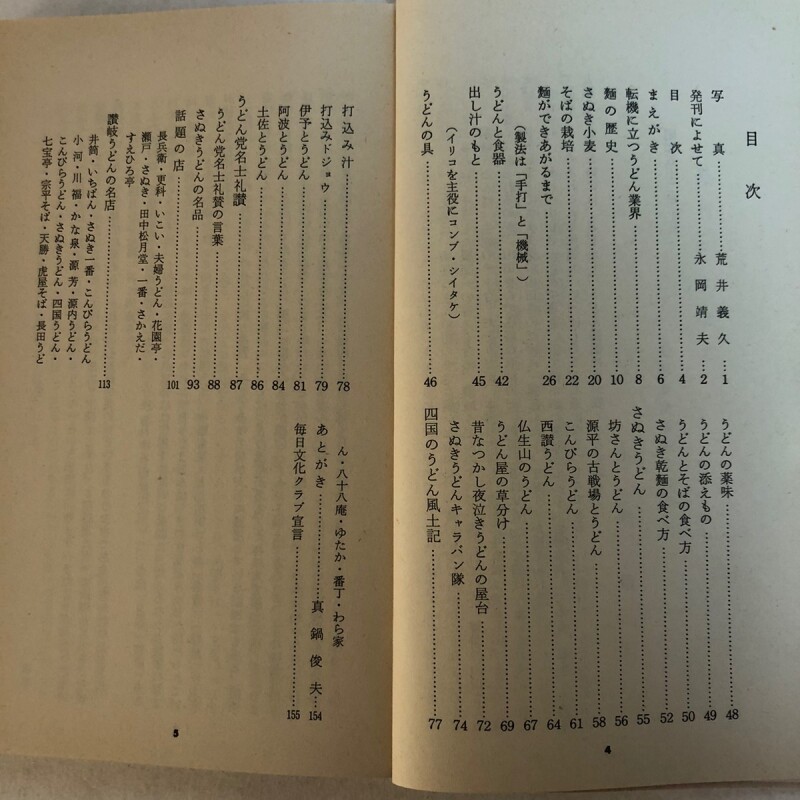 目次
写真……荒井義久…1
発刊によせて……永岡靖夫…2
目次……4
まえがき……6
転機に立つうどん業界……8
麵の歴史……10
さぬき小麦……20
そばの栽培……22
麵ができあがるまで……26
(製法は「手打」と「機械」)
うどんと食器……42
出し汁のもと……45
(イリコを主役にコンブ・シイタケ)
うどんの具……46
うどんの薬味……48
うどんの添えもの……49
うどんとそばの食べ方……50
さぬき乾麵の食べ方……52
さぬきうどん……55
坊さんとうどん……56
源平の古戦場とうどん……58
こんぴらうどん……61
西讃うどん……64
仏生山のうどん……67
うどん屋の草分け……69
昔なつかし夜泣きうどんの屋台……72
さぬきうどんキャラバン隊……74
四国のうどん風土記……77
4
打込み汁……78
打込みドジョウ……79
伊予とうどん……81
阿波とうどん……84
土佐とうどん……86
うどん党名士礼讃……87
うどん党名士礼賛の言葉……88
さぬきうどんの名品……93
話題の店……101
長兵衛・更科・いこい・夫婦うどん・花園亭・
瀬戸・さぬき・田中松月堂・一番・さかえだ・
すえひろ亭
讃岐うどんの名店……113
井筒・いちばん・さぬき一番・こんぴらうどん
小河・川福・かな泉・源芳・源内うどん・
こんぴらうどん・さぬきうどん・四国うどん・
七宝亭・宗平そば・天勝・虎屋そば・長田うど
ん・八十八庵・ゆたか・番丁・わら家
あとがき……真鍋俊夫…154
毎日文化クラブ宣言……155
5